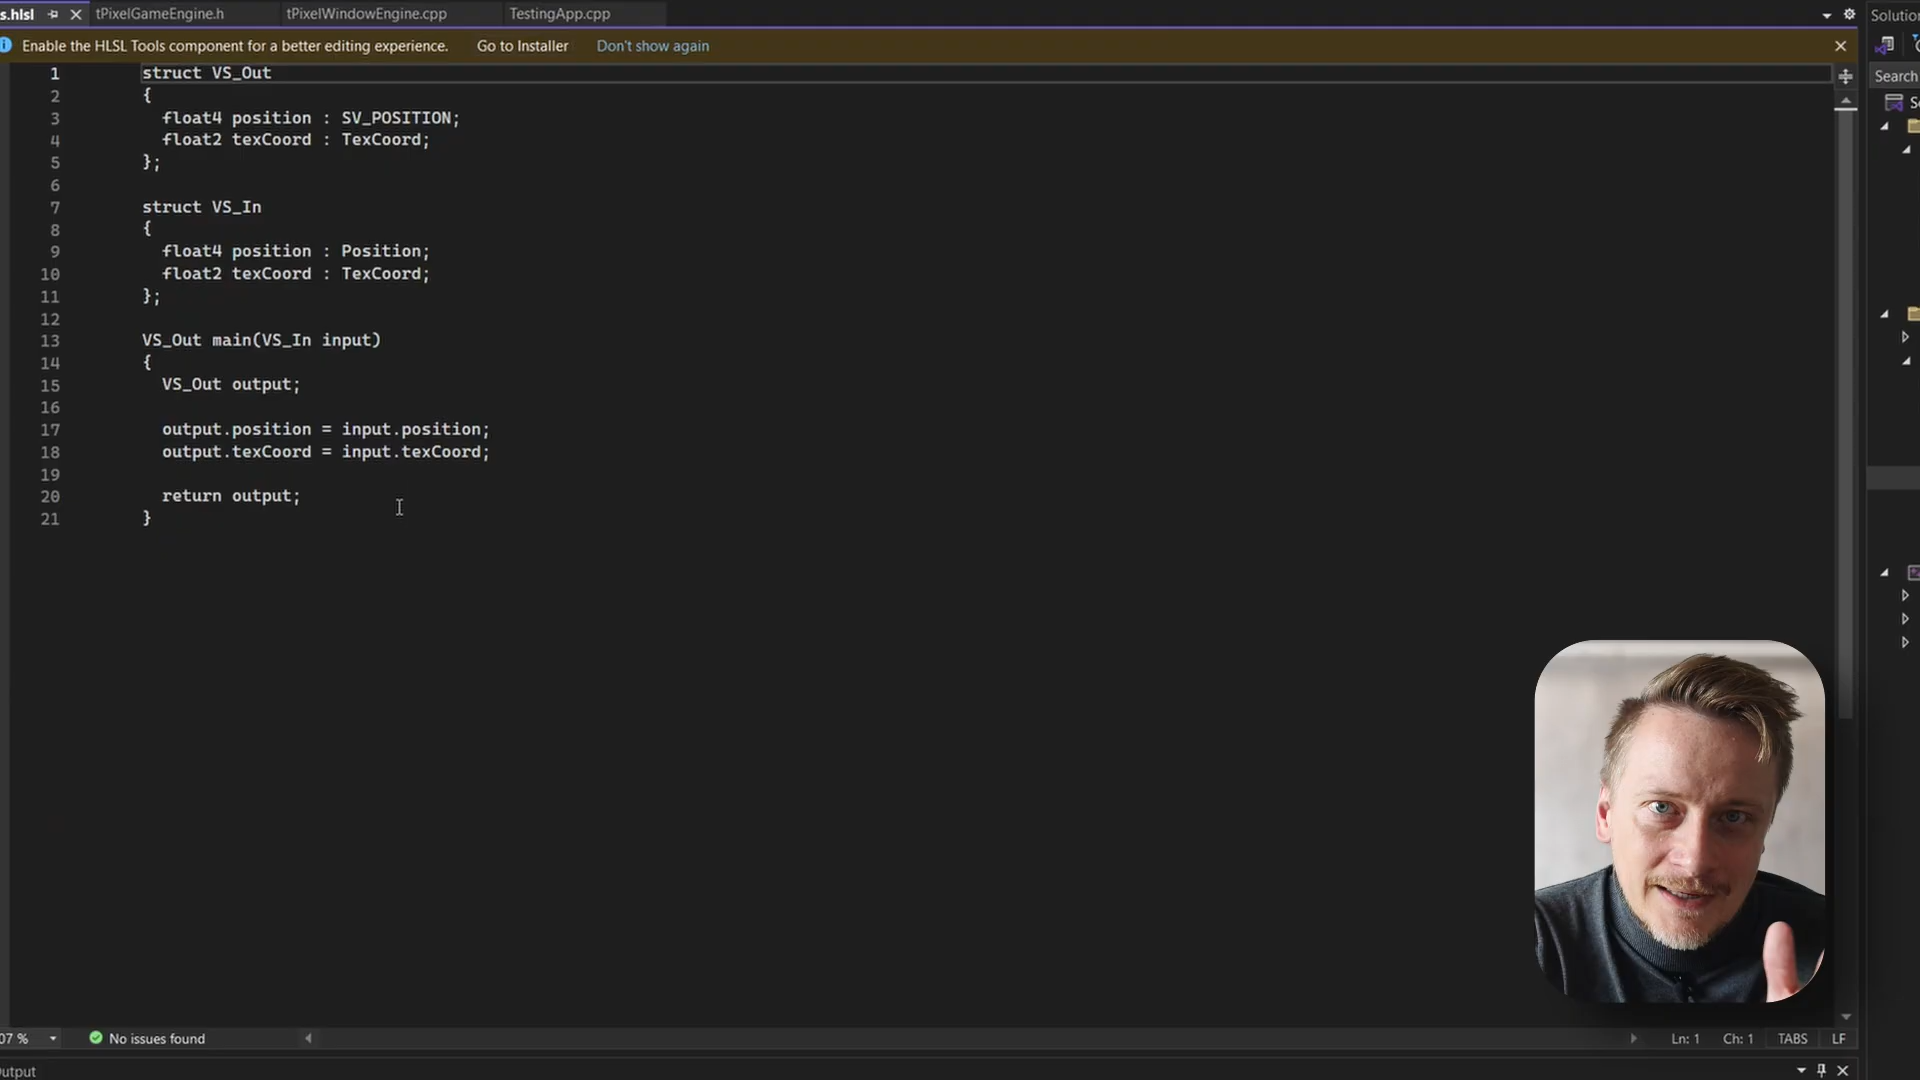 s.hlsl tPixelGameEngine.h tPixelWindowEngine.cpp TestingApp.cpp Solution
Enable the HLSL Tools component for a better editing experience. Go to Installer Don't show again
Search
1 struct VS_Out
2 {
3 float4 position : SV_POSITION;
4 float2 texCoord : TexCoord;
5 };
6
7 struct VS_In
8 {
9 float4 position : Position;
10 float2 texCoord : TexCoord;
11 };
12
13 VS_Out main(VS_In input)
14 {
15 VS_Out output;
16
17 output.position = input.position;
18 output.texCoord = input.texCoord;
19
20 return output;
21 }
07 % No issues found Ln: 1 Ch: 1 TABS LF
utput